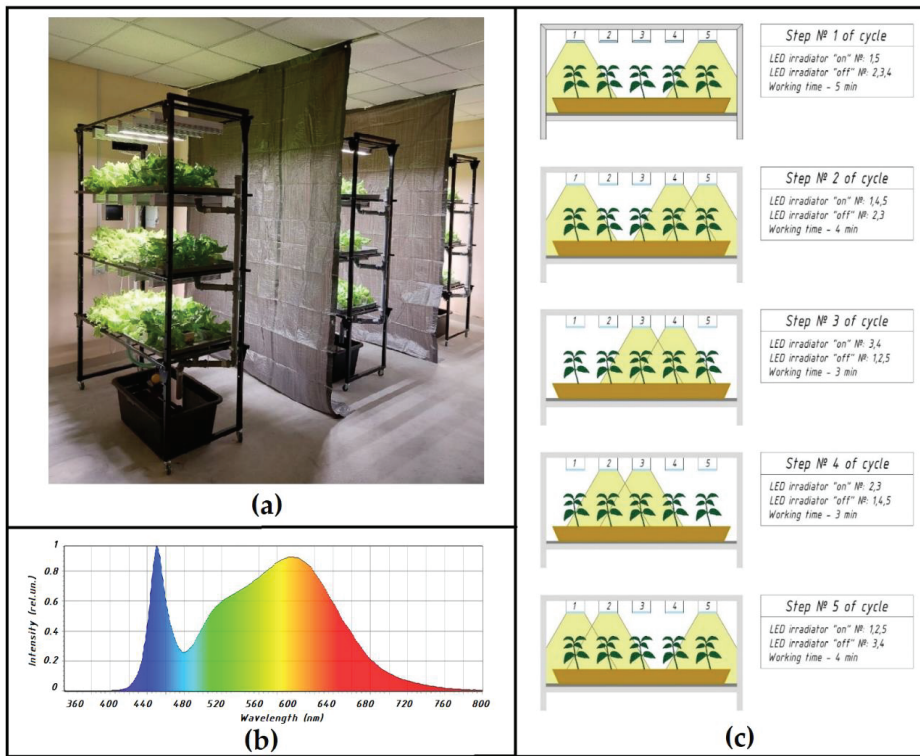 (a)
Intensity (rel.un.)
1
0.8
0.6
0.4
0.2
0
360 400 440 480 520 560 600 640 680 720 760 800
Wavelength (nm)
(b)
1 2 3 4 5
Step № 1 of cycle
LED irradiator "on" №: 1,5
LED irradiator "off" №: 2,3,4
Working time - 5 min
1 2 3 4 5
Step № 2 of cycle
LED irradiator "on" №: 1,4,5
LED irradiator "off" №: 2,3
Working time - 4 min
1 2 3 4 5
Step № 3 of cycle
LED irradiator "on" №: 3,4
LED irradiator "off" №: 1,2,5
Working time - 3 min
1 2 3 4 5
Step № 4 of cycle
LED irradiator "on" №: 2,3
LED irradiator "off" №: 1,4,5
Working time - 3 min
1 2 3 4 5
Step № 5 of cycle
LED irradiator "on" №: 1,2,5
LED irradiator "off" №: 3,4
Working time - 4 min
(c)